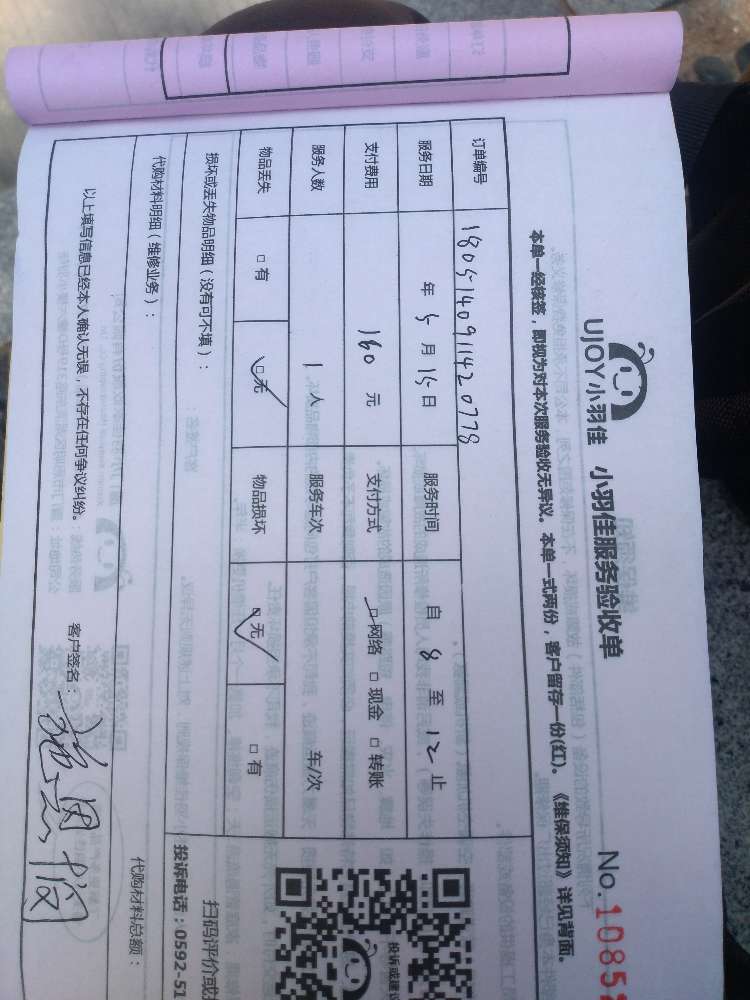 UJOY小羽佳 小羽佳服务验收单 No.1085
本单一经核签，即视为对本次服务验收无异议。本单一式两份，客户留存一份(红)。《维保须知》详见背面。
订单编号 180514091420778
服务日期 年 5 月 15 日 服务时间 自 8 至 12 止
支付费用 160 元 支付方式 □网络 □现金 □转账
服务人数 1 人 服务车次 车/次
物品丢失 □有 □无 物品损坏 □无 □有
损坏或丢失物品明细（没有可不填）：
代购材料明细（维修业务）：
代购材料总额：
以上填写信息已经本人确认无误，不存在任何争议纠纷。 客户签名：
投诉或建议
扫码评价或投
投诉电话：0592-51